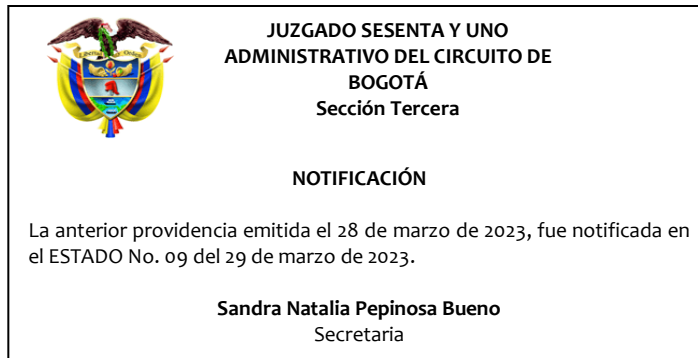 JUZGADO SESENTA Y UNO
ADMINISTRATIVO DEL CIRCUITO DE
BOGOTÁ
Sección Tercera
NOTIFICACIÓN
La anterior providencia emitida el 28 de marzo de 2023, fue notificada en
el ESTADO No. 09 del 29 de marzo de 2023.
Sandra Natalia Pepinosa Bueno
Secretaria